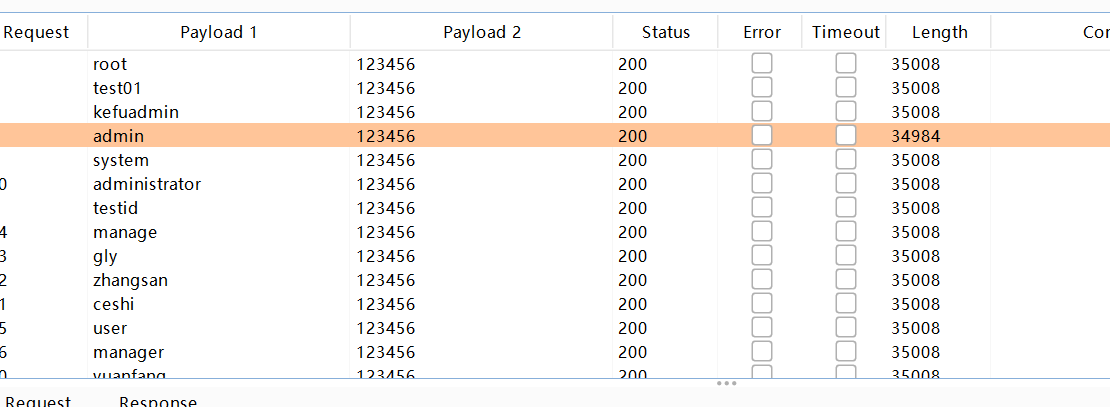 Request Payload 1 Payload 2 Status Error Timeout Length Cor
root 123456 200 35008
test01 123456 200 35008
kefuadmin 123456 200 35008
admin 123456 200 34984
system 123456 200 35008
0 administrator 123456 200 35008
testid 123456 200 35008
4 manage 123456 200 35008
3 gly 123456 200 35008
2 zhangsan 123456 200 35008
1 ceshi 123456 200 35008
5 user 123456 200 35008
6 manager 123456 200 35008
0 yuanfang 123456 200 35008
Request Response